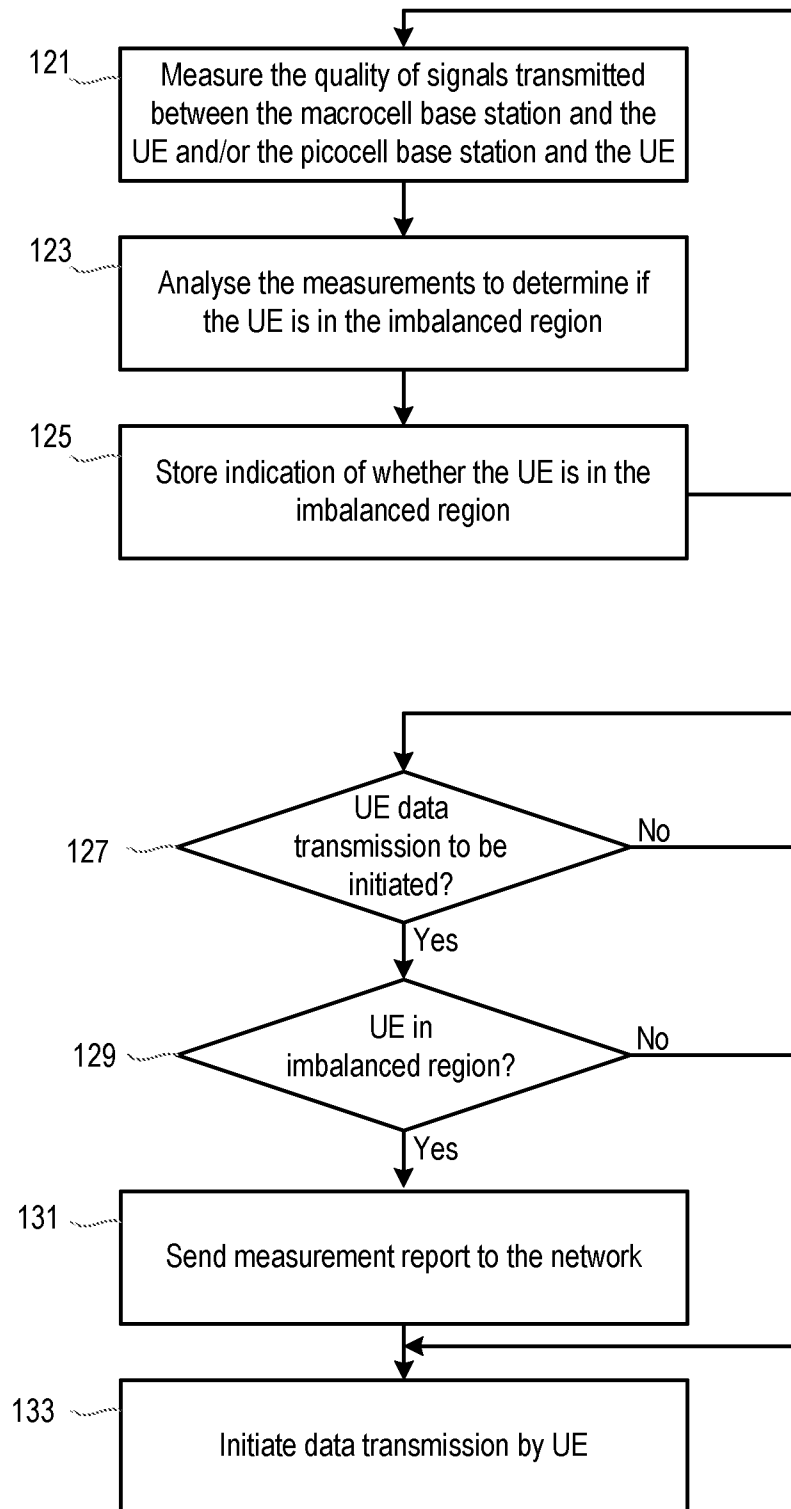 121
Measure the quality of signals transmitted
between the macrocell base station and the
UE and/or the picocell base station and the UE
123
Analyse the measurements to determine if
the UE is in the imbalanced region
125
Store indication of whether the UE is in the
imbalanced region
127
UE data
transmission to be
initiated?
No
Yes
129
UE in
imbalanced region?
No
Yes
131
Send measurement report to the network
133
Initiate data transmission by UE